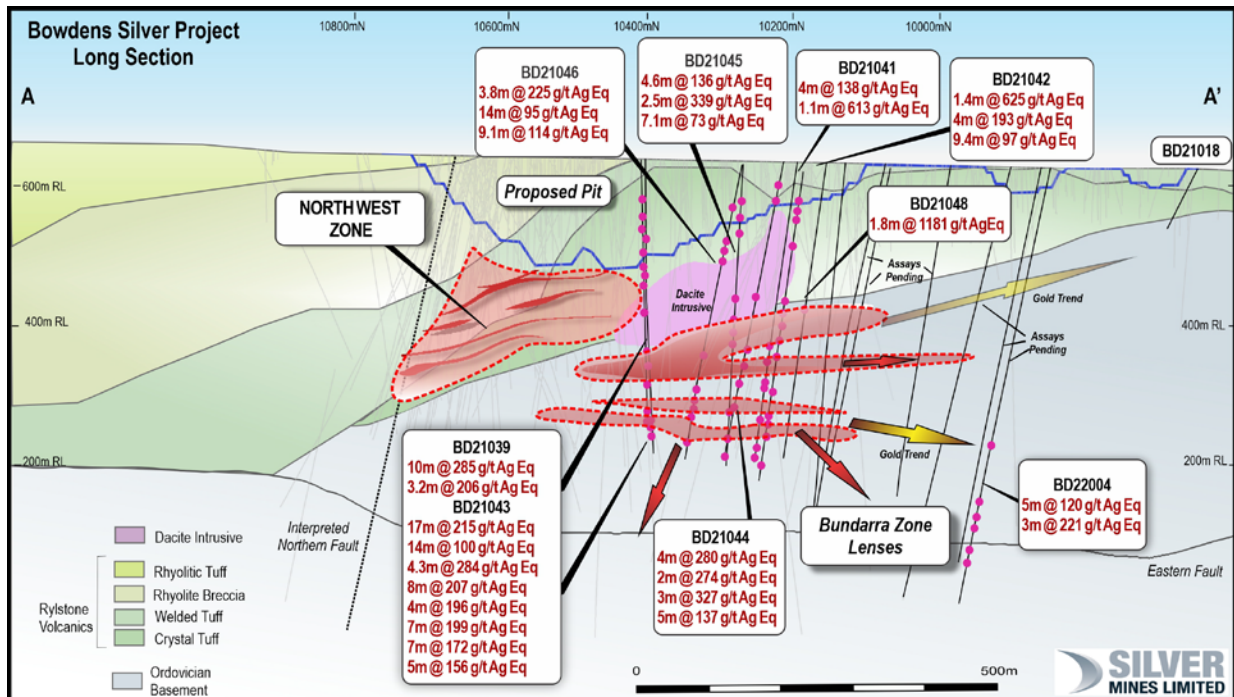 Bowdens Silver Project
Long Section
10800mN
10600mN
10400mN
10200mN
10000mN
A
A'
BD21046
3.8m @ 225 g/t Ag Eq
14m @ 95 g/t Ag Eq
9.1m @ 114 g/t Ag Eq
BD21045
4.6m @ 136 g/t Ag Eq
2.5m @ 339 g/t Ag Eq
7.1m @ 73 g/t Ag Eq
BD21041
4m @ 138 g/t Ag Eq
1.1m @ 613 g/t Ag Eq
BD21042
1.4m @ 625 g/t Ag Eq
4m @ 193 g/t Ag Eq
9.4m @ 97 g/t Ag Eq
BD21018
600m RL
Proposed Pit
NORTH WEST
ZONE
BD21048
1.8m @ 1181 g/t AgEq
Assays
Pending
Dacite
Intrusive
Gold Trend
400m RL
400m RL
Assays
Pending
Gold Trend
200m RL
200m RL
BD21039
10m @ 285 g/t Ag Eq
3.2m @ 206 g/t Ag Eq
BD21043
17m @ 215 g/t Ag Eq
14m @ 100 g/t Ag Eq
4.3m @ 284 g/t Ag Eq
8m @ 207 g/t Ag Eq
4m @ 196 g/t Ag Eq
7m @ 199 g/t Ag Eq
7m @ 172 g/t Ag Eq
5m @ 156 g/t Ag Eq
BD21044
4m @ 280 g/t Ag Eq
2m @ 274 g/t Ag Eq
3m @ 327 g/t Ag Eq
5m @ 137 g/t Ag Eq
Bundarra Zone
Lenses
BD22004
5m @ 120 g/t Ag Eq
3m @ 221 g/t Ag Eq
Interpreted
Northern Fault
Eastern Fault
Dacite Intrusive
Rylstone
Volcanics
Rhyolitic Tuff
Rhyolite Breccia
Welded Tuff
Crystal Tuff
Ordovician
Basement
0
500m
SILVER
MINES LIMITED